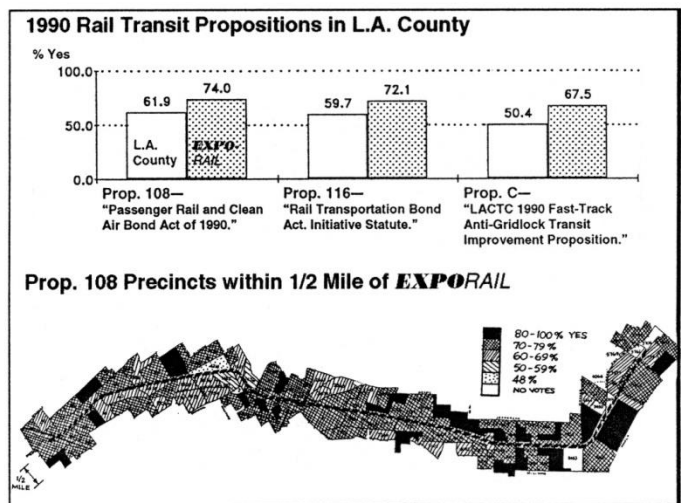 1990 Rail Transit Propositions in L.A. County
% Yes
100.0
50.0
0.0
61.9
74.0
59.7
72.1
50.4
67.5
L.A.
County
EXPO-
RAIL
Prop. 108—
"Passenger Rail and Clean
Air Bond Act of 1990."
Prop. 116—
"Rail Transportation Bond
Act. Initiative Statute."
Prop. C—
"LACTC 1990 Fast-Track
Anti-Gridlock Transit
Improvement Proposition."
Prop. 108 Precincts within 1/2 Mile of EXPORAIL
80-100% YES
70-79%
60-69%
50-59%
48%
NO VOTES
1/2
MILE